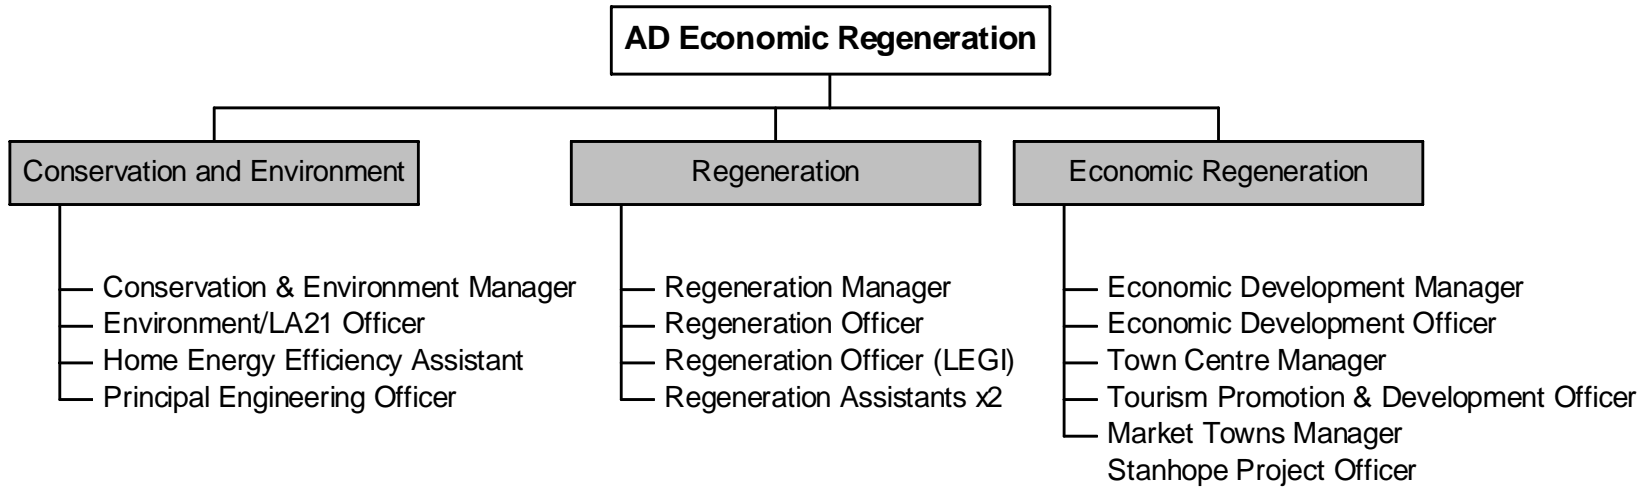 AD Economic Regeneration
Conservation and Environment
Conservation & Environment Manager
Environment/LA21 Officer
Home Energy Efficiency Assistant
Principal Engineering Officer
Regeneration
Regeneration Manager
Regeneration Officer
Regeneration Officer (LEGI)
Regeneration Assistants x2
Economic Regeneration
Economic Development Manager
Economic Development Officer
Town Centre Manager
Tourism Promotion & Development Officer
Market Towns Manager
Stanhope Project Officer